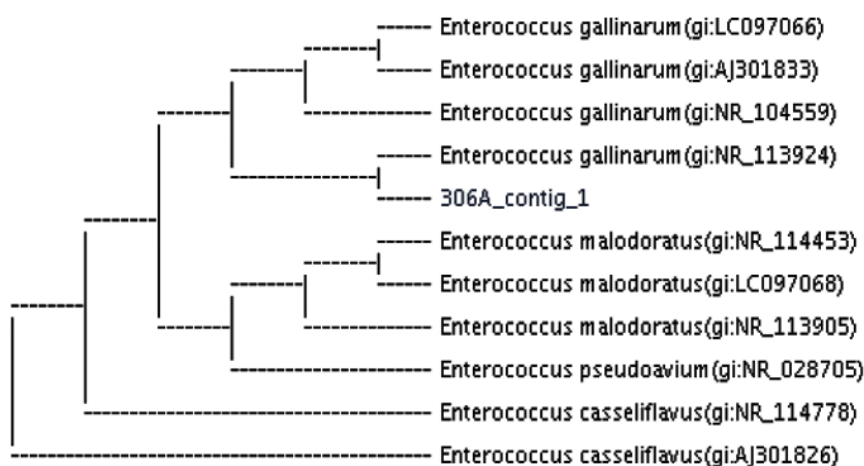 Enterococcus gallinarum(gi:LC097066)
Enterococcus gallinarum(gi:AJ301833)
Enterococcus gallinarum(gi:NR_104559)
Enterococcus gallinarum(gi:NR_113924)
306A_contig_1
Enterococcus malodoratus(gi:NR_114453)
Enterococcus malodoratus(gi:LC097068)
Enterococcus malodoratus(gi:NR_113905)
Enterococcus pseudoavium(gi:NR_028705)
Enterococcus casseliflavus(gi:NR_114778)
Enterococcus casseliflavus(gi:AJ301826)